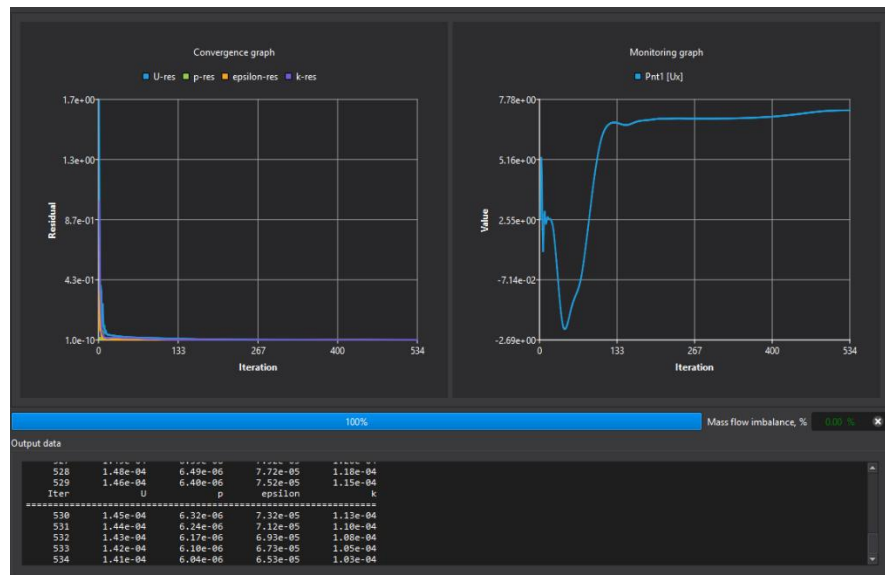 Convergence graph
U-res p-res epsilon-res k-res
1.7e+00
1.3e+00
8.7e-01
4.3e-01
1.0e-10
Residual
0 133 267 400 534
Iteration
Monitoring graph
Pnt1 [Ux]
7.78e+00
5.16e+00
2.55e+00
-7.14e-02
-2.69e+00
Value
0 133 267 400 534
Iteration
100%
Mass flow imbalance, % 0.00 %
Output data
528 1.48e-04 6.49e-06 7.72e-05 1.18e-04
529 1.46e-04 6.40e-06 7.52e-05 1.15e-04
Iter U p epsilon k
530 1.45e-04 6.32e-06 7.32e-05 1.13e-04
531 1.44e-04 6.24e-06 7.12e-05 1.10e-04
532 1.43e-04 6.17e-06 6.93e-05 1.08e-04
533 1.42e-04 6.10e-06 6.73e-05 1.05e-04
534 1.41e-04 6.04e-06 6.53e-05 1.03e-04